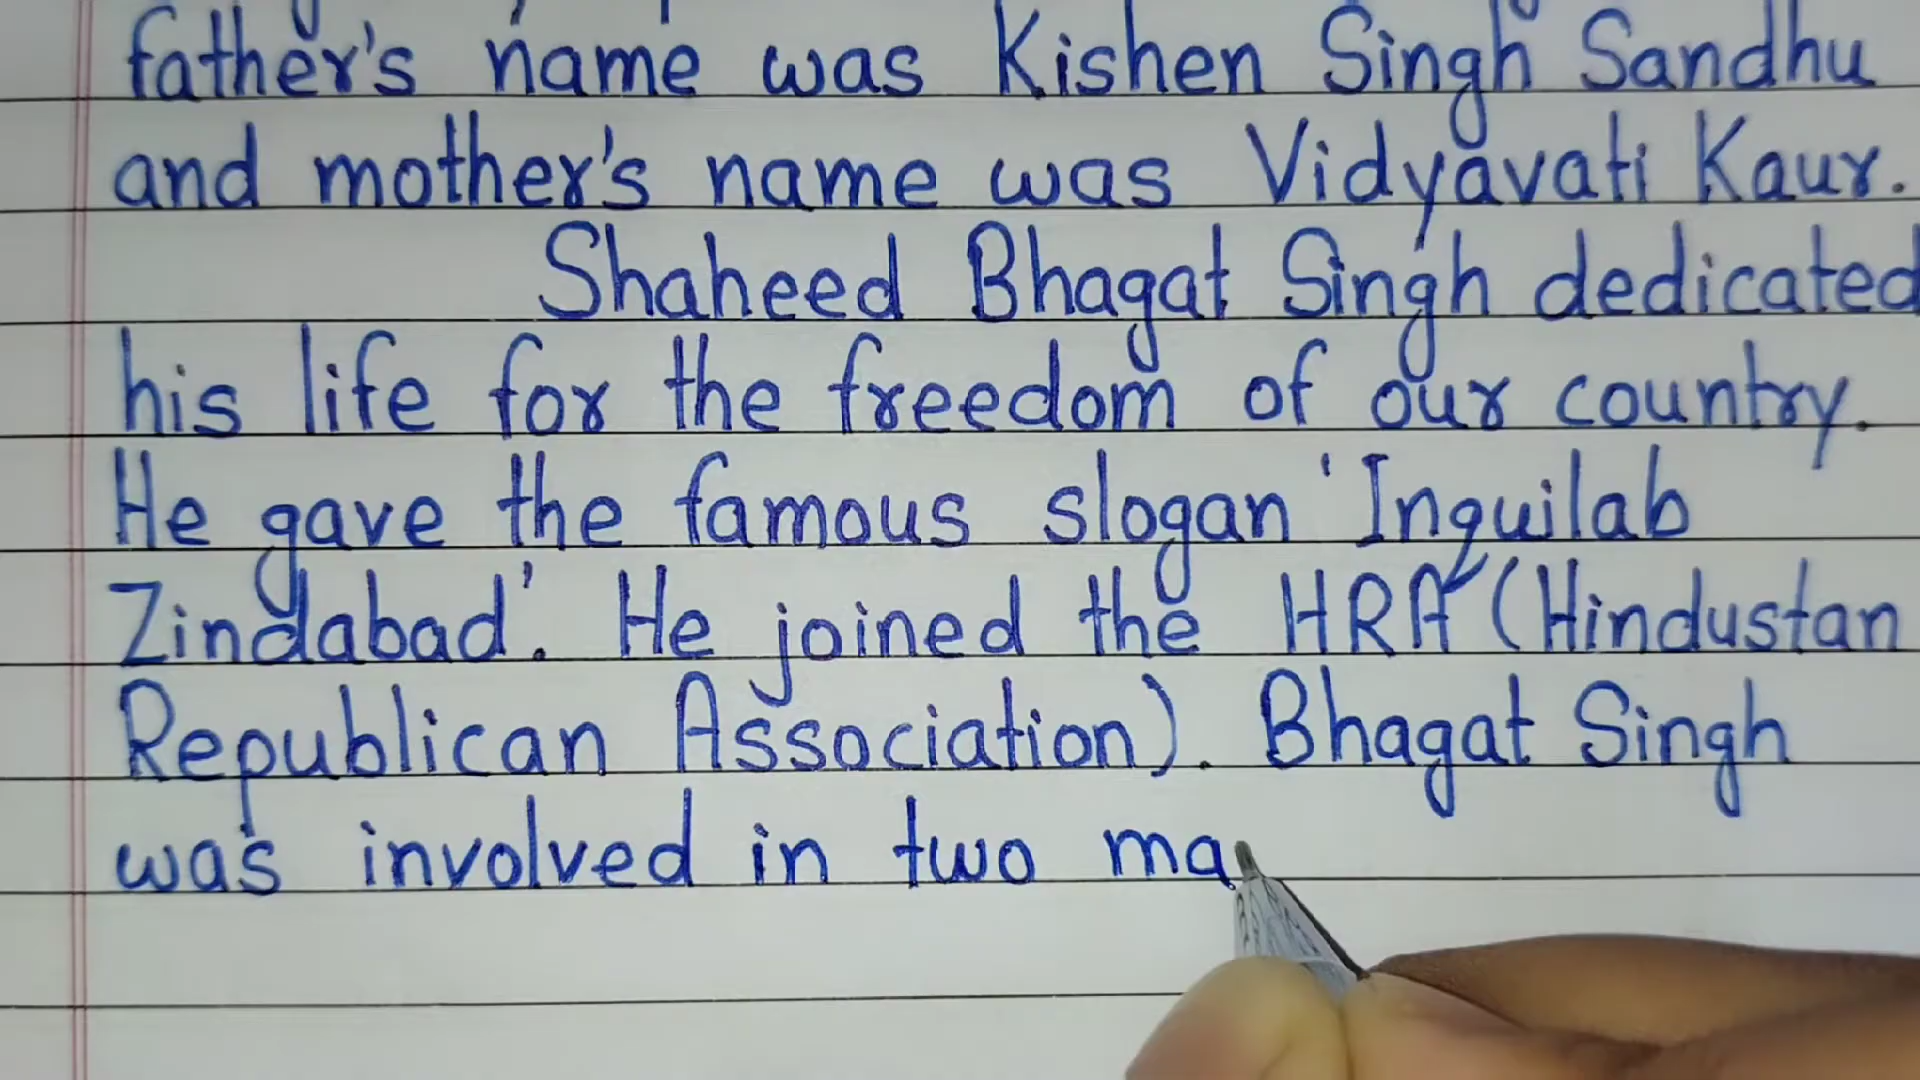 father's name was Kishen Singh Sandhu
and mother's name was Vidyavati Kaur.
Shaheed Bhagat Singh dedicated
his life for the freedom of our country.
He gave the famous slogan 'Inquilab
Zindabad'. He joined the HRA (Hindustan
Republican Association). Bhagat Singh
was involved in two ma